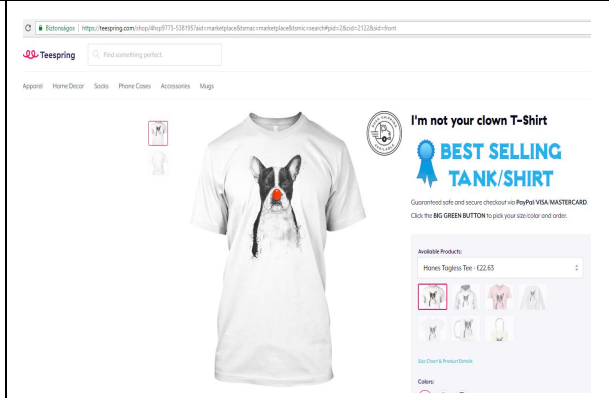 Biztonságos | https://teespring.com/shop/4hsp9773-538195?aid=marketplace&tsmac=marketplace&tsmic=search#pid=2&cid=2122&sid=front
Teespring
Find something perfect
Apparel Home Decor Socks Phone Cases Accessories Mugs
I'm not your clown T-Shirt
BEST SELLING
TANK/SHIRT
Guaranteed safe and secure checkout via PayPal/VISA/MASTERCARD.
Click the BIG GREEN BUTTON to pick your size/color and order.
Available Products:
Hanes Tagless Tee - €22.63
Size Chart & Product Details
Colors: